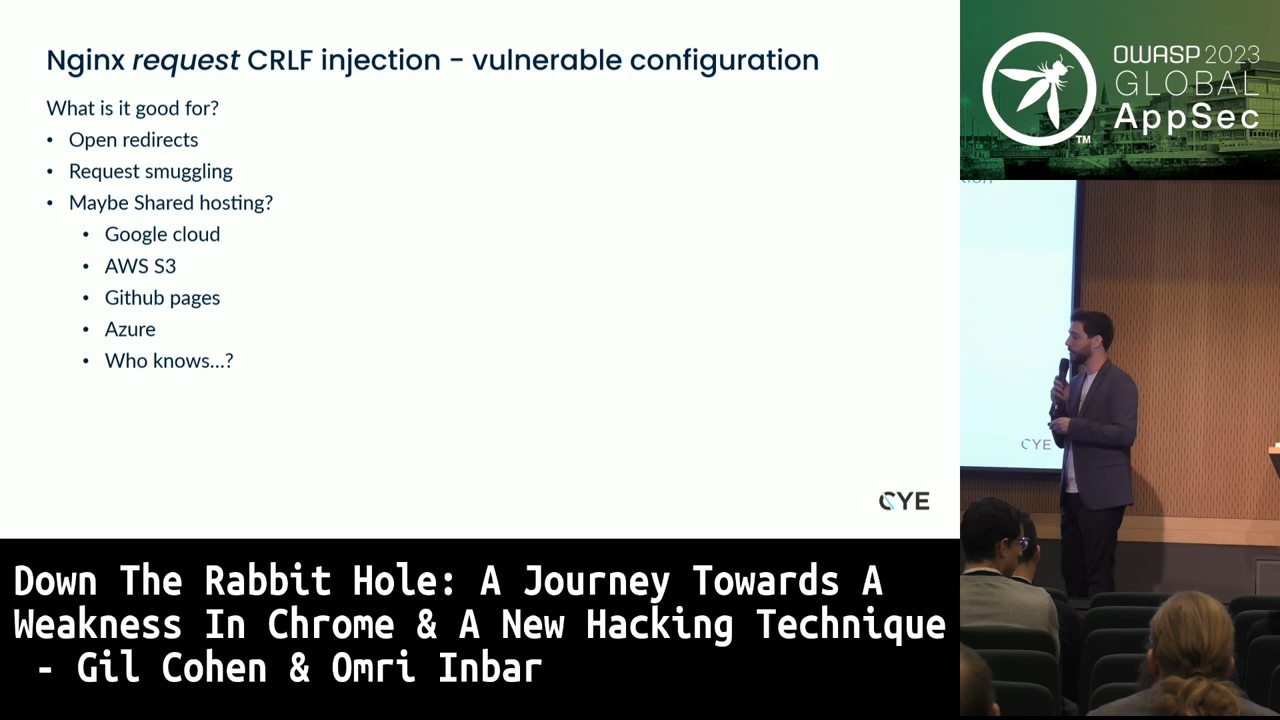 Nginx request CRLF injection - vulnerable configuration
What is it good for?
• Open redirects
• Request smuggling
• Maybe Shared hosting?
• Google cloud
• AWS S3
• Github pages
• Azure
• Who knows...?
CYE
OWASP 2023
GLOBAL
AppSec
TM
CYE
Down The Rabbit Hole: A Journey Towards A
Weakness In Chrome & A New Hacking Technique
- Gil Cohen & Omri Inbar